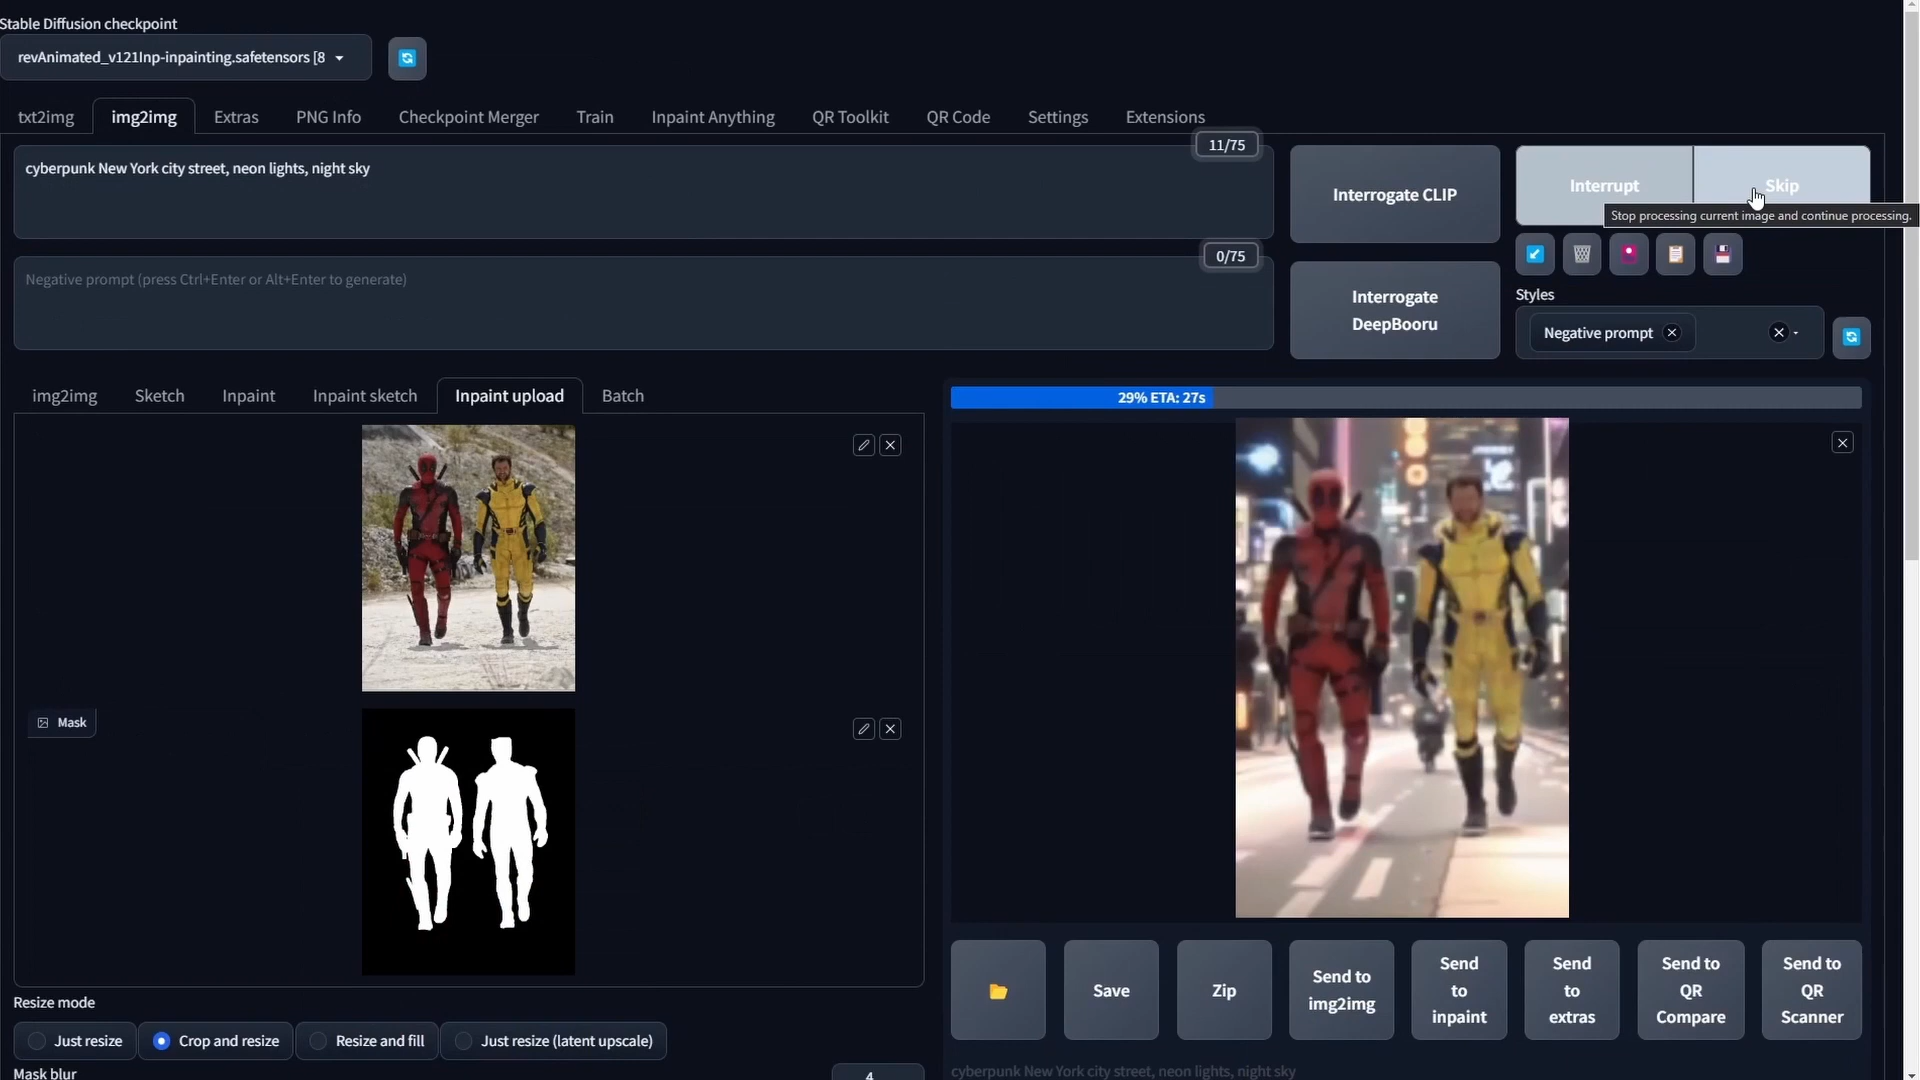 Stable Diffusion checkpoint
revAnimated_v121Inp-inpainting.safetensors [8
txt2img img2img Extras PNG Info Checkpoint Merger Train Inpaint Anything QR Toolkit QR Code Settings Extensions
11/75
cyberpunk New York city street, neon lights, night sky
Interrogate CLIP
Interrupt Skip
Stop processing current image and continue processing.
0/75
Negative prompt (press Ctrl+Enter or Alt+Enter to generate)
Interrogate
DeepBooru
Styles
Negative prompt
img2img Sketch Inpaint Inpaint sketch Inpaint upload Batch
29% ETA: 27s
Mask
Save
Zip
Send to
img2img
Send
to
inpaint
Send
to
extras
Send to
QR
Compare
Send to
QR
Scanner
Resize mode
Just resize Crop and resize Resize and fill Just resize (latent upscale)
Mask blur
4
cyberpunk New York city street, neon lights, night sky